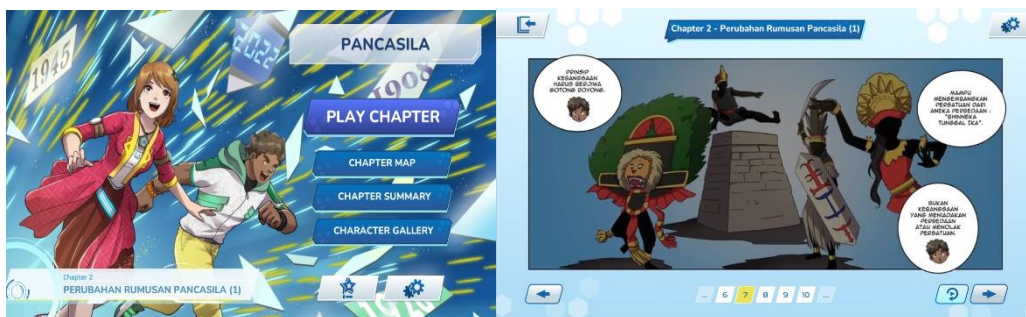 1945
2022
1908
PANCASILA
PLAY CHAPTER
CHAPTER MAP
CHAPTER SUMMARY
CHARACTER GALLERY
Chapter 2
PERUBAHAN RUMUSAN PANCASILA (1)
Chapter 2 - Perubahan Rumusan Pancasila (1)
PRINSIP
KEBANGSAAN
HARUS BERJIWA
GOTONG ROYONG.
MAMPU
MENGEMBANGKAN
PERSATUAN DARI
ANEKA PERBEDAAN :
"BHINNEKA
TUNGGAL IKA".
BUKAN
KEBANGSAAN
YANG MENIADAKAN
PERBEDAAN
ATAU MENOLAK
PERSATUAN.
... 6 7 8 9 10 ...